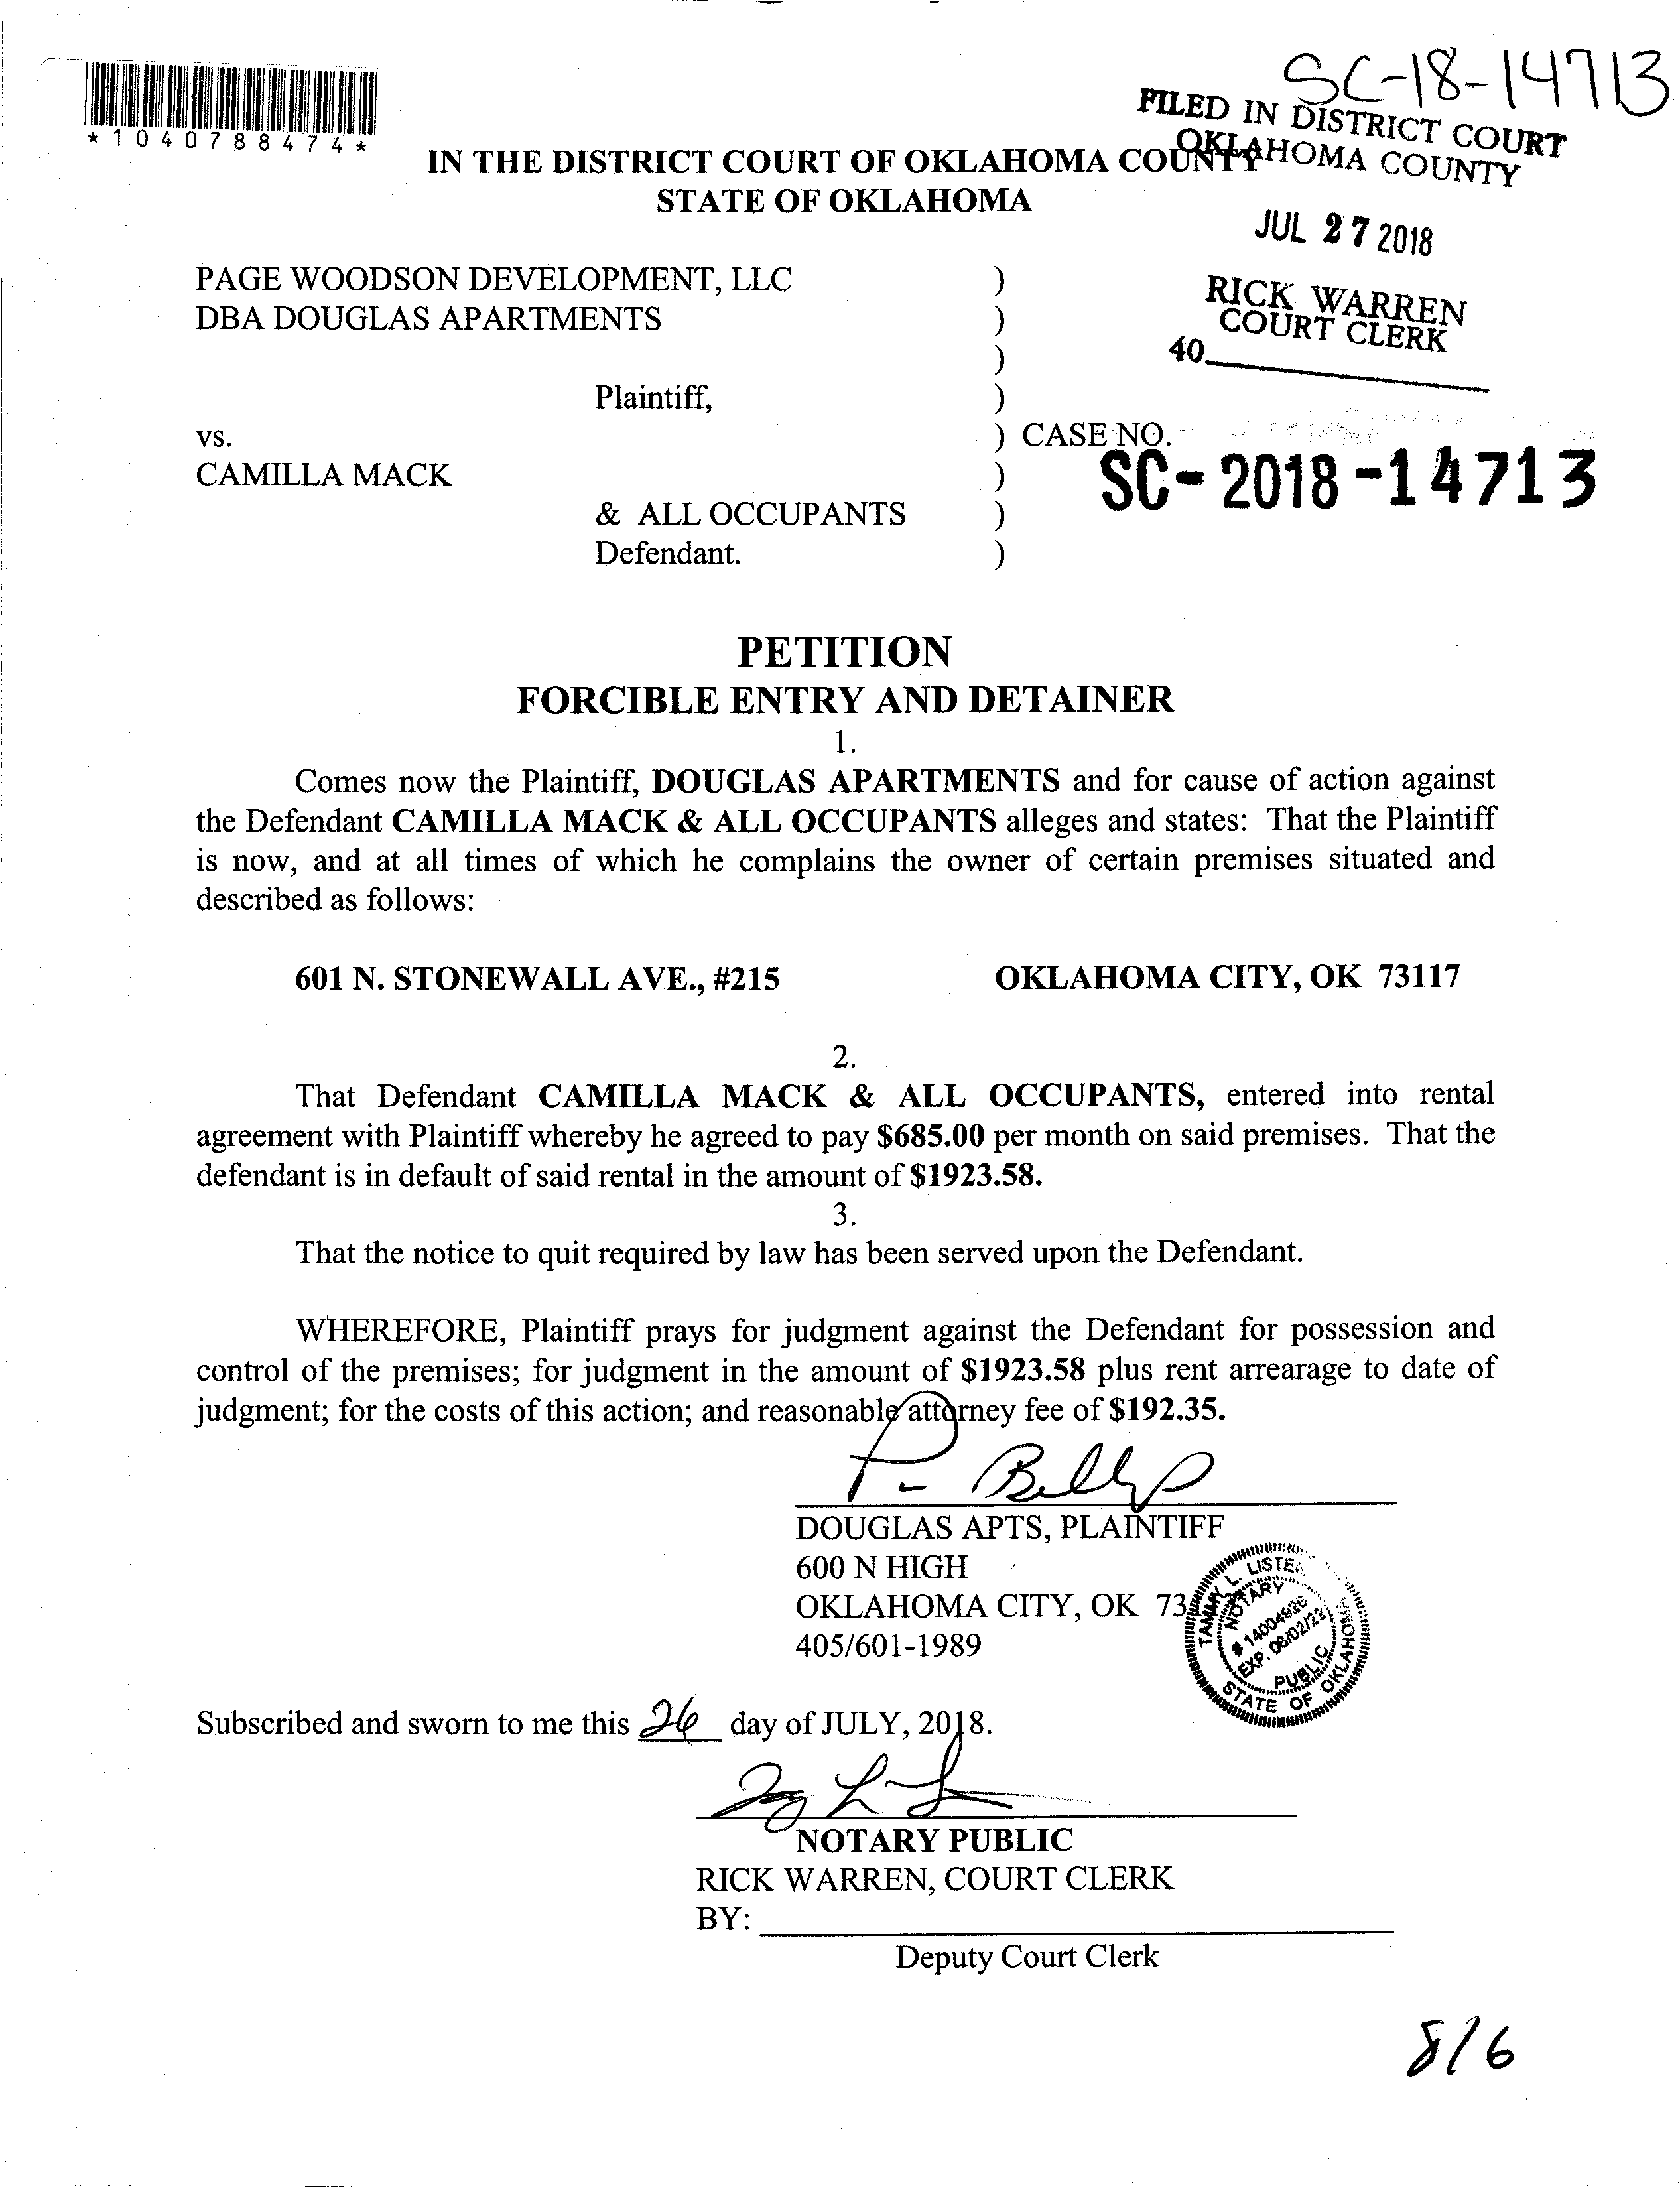 SC-18-14713
*1040788474*
FILED IN DISTRICT COURT
OKLAHOMA COUNTY
IN THE DISTRICT COURT OF OKLAHOMA COUNTY
STATE OF OKLAHOMA
JUL 27 2018
RICK WARREN
COURT CLERK
40
PAGE WOODSON DEVELOPMENT, LLC )
DBA DOUGLAS APARTMENTS )
)
Plaintiff, )
vs. ) CASE NO.
SC-2018-14713
CAMILLA MACK )
& ALL OCCUPANTS )
Defendant. )
PETITION
FORCIBLE ENTRY AND DETAINER
1.
Comes now the Plaintiff, DOUGLAS APARTMENTS and for cause of action against
the Defendant CAMILLA MACK & ALL OCCUPANTS alleges and states: That the Plaintiff
is now, and at all times of which he complains the owner of certain premises situated and
described as follows:
601 N. STONEWALL AVE., #215 OKLAHOMA CITY, OK 73117
2.
That Defendant CAMILLA MACK & ALL OCCUPANTS, entered into rental
agreement with Plaintiff whereby he agreed to pay $685.00 per month on said premises. That the
defendant is in default of said rental in the amount of $1923.58.
3.
That the notice to quit required by law has been served upon the Defendant.
WHEREFORE, Plaintiff prays for judgment against the Defendant for possession and
control of the premises; for judgment in the amount of $1923.58 plus rent arrearage to date of
judgment; for the costs of this action; and reasonable attorney fee of $192.35.
DOUGLAS APTS, PLAINTIFF
600 N HIGH
OKLAHOMA CITY, OK 73
405/601-1989
TAMMY L. LISTER
NOTARY
EXP. 08/02/22
PUBLIC
STATE OF OKLAHOMA
Subscribed and sworn to me this 26 day of JULY, 2018.
NOTARY PUBLIC
RICK WARREN, COURT CLERK
BY:
Deputy Court Clerk
8/6